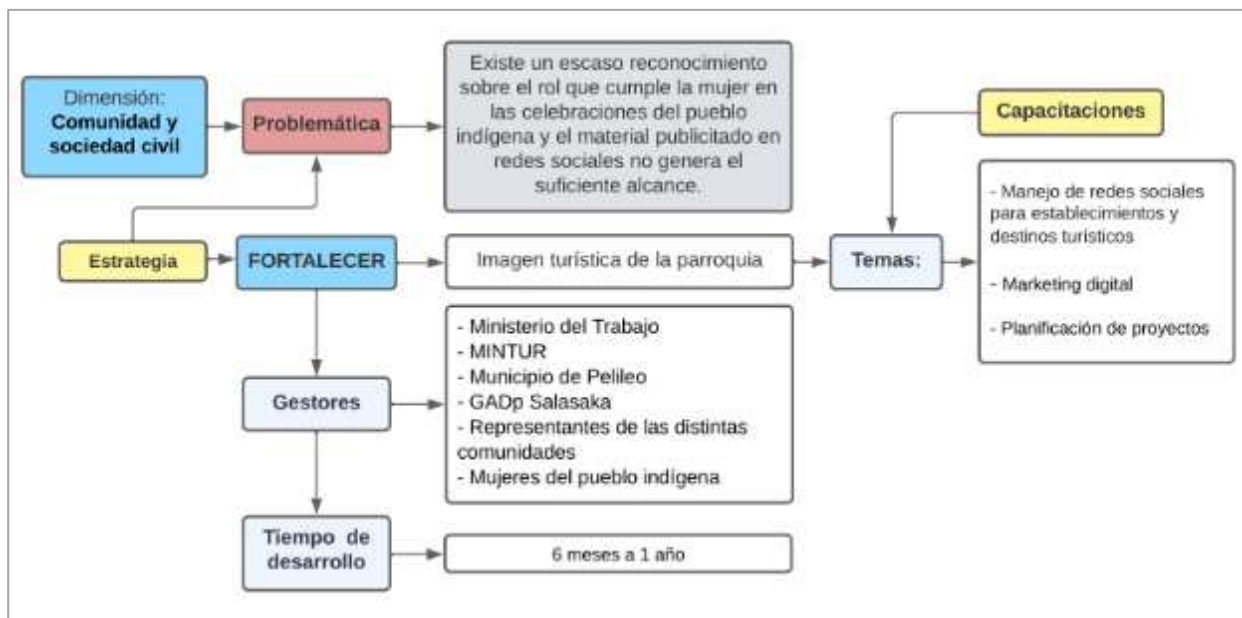 Dimensión:
Comunidad y
sociedad civil
Problemática
Existe un escaso reconocimiento
sobre el rol que cumple la mujer en
las celebraciones del pueblo
indígena y el material publicitado en
redes sociales no genera el
suficiente alcance.
Capacitaciones
Estrategia
FORTALECER
Imagen turística de la parroquia
Temas:
- Manejo de redes sociales
para establecimientos y
destinos turísticos
- Marketing digital
- Planificación de proyectos
Gestores
- Ministerio del Trabajo
- MINTUR
- Municipio de Pelileo
- GADp Salasaka
- Representantes de las distintas
comunidades
- Mujeres del pueblo indígena
Tiempo de
desarrollo
6 meses a 1 año